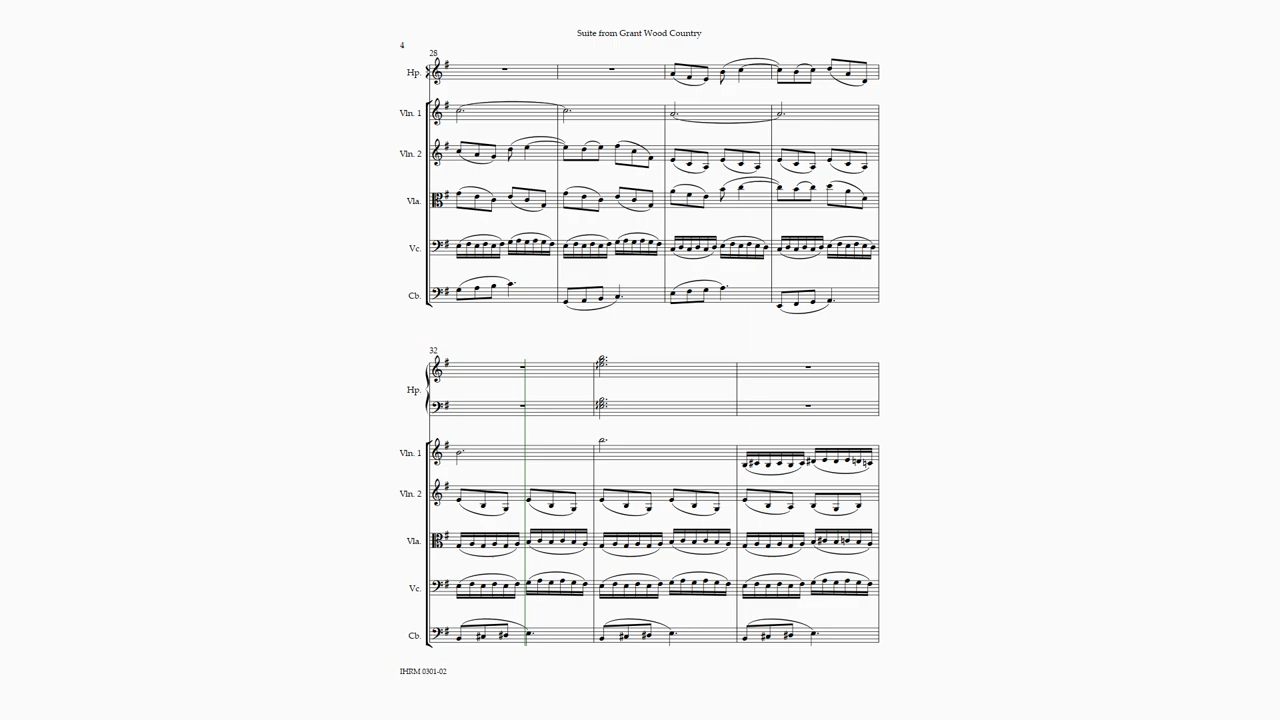 Suite from Grant Wood Country
4
28
Hp.
Vln. 1
Vln. 2
Vla.
Vc.
Cb.
32
Hp.
Vln. 1
Vln. 2
Vla.
Vc.
Cb.
IHRM 0301-02